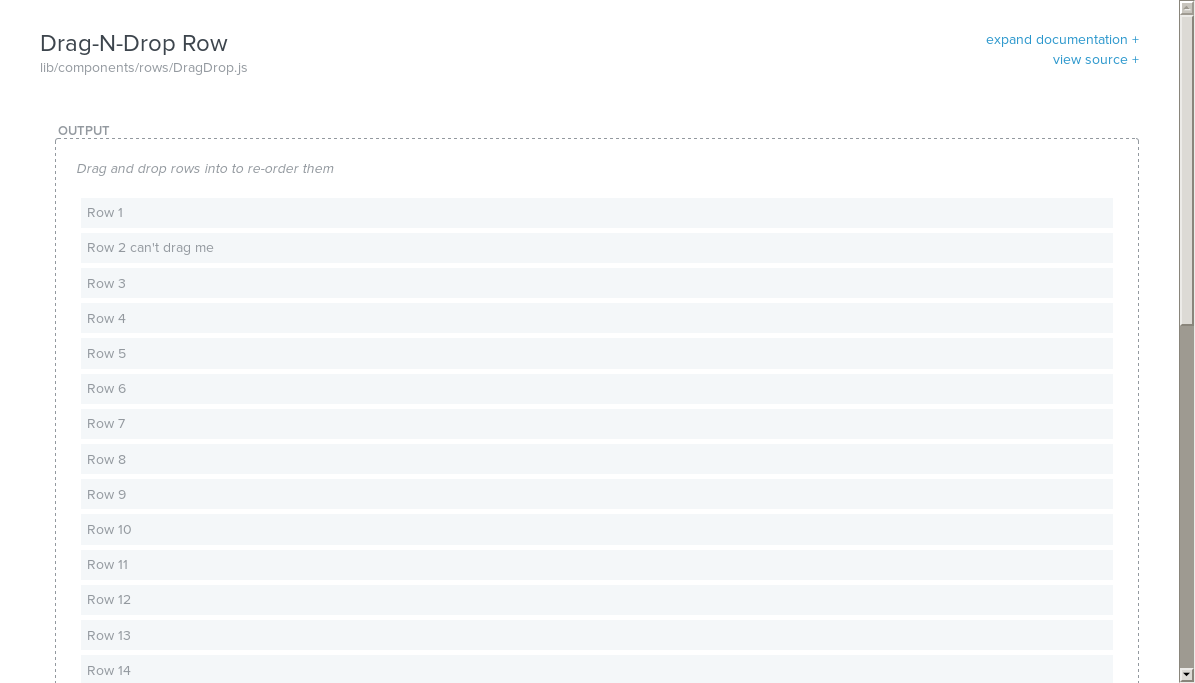 Drag-N-Drop Row
lib/components/rows/DragDrop.js
expand documentation +
view source +
OUTPUT
Drag and drop rows into to re-order them
Row 1
Row 2 can't drag me
Row 3
Row 4
Row 5
Row 6
Row 7
Row 8
Row 9
Row 10
Row 11
Row 12
Row 13
Row 14